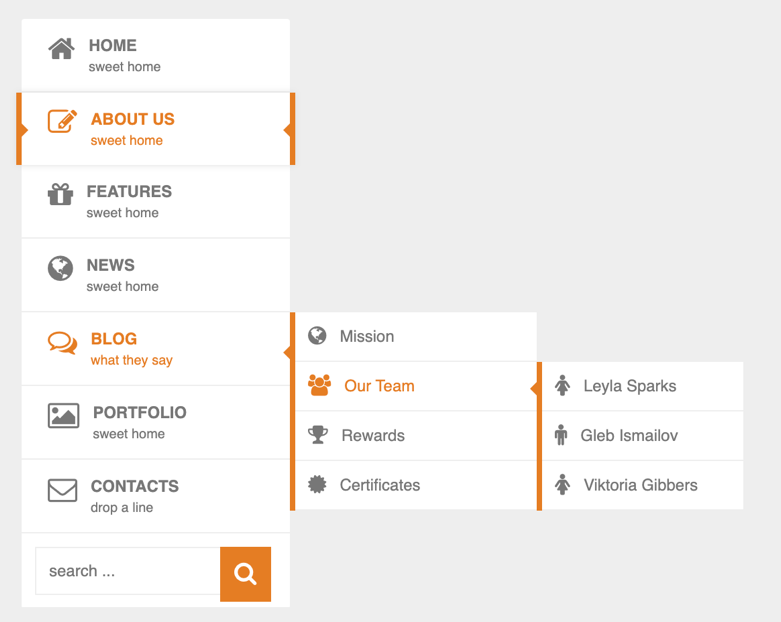 HOME
sweet home
ABOUT US
sweet home
FEATURES
sweet home
NEWS
sweet home
BLOG
what they say
PORTFOLIO
sweet home
CONTACTS
drop a line
search ...
Mission
Our Team
Rewards
Certificates
Leyla Sparks
Gleb Ismailov
Viktoria Gibbers